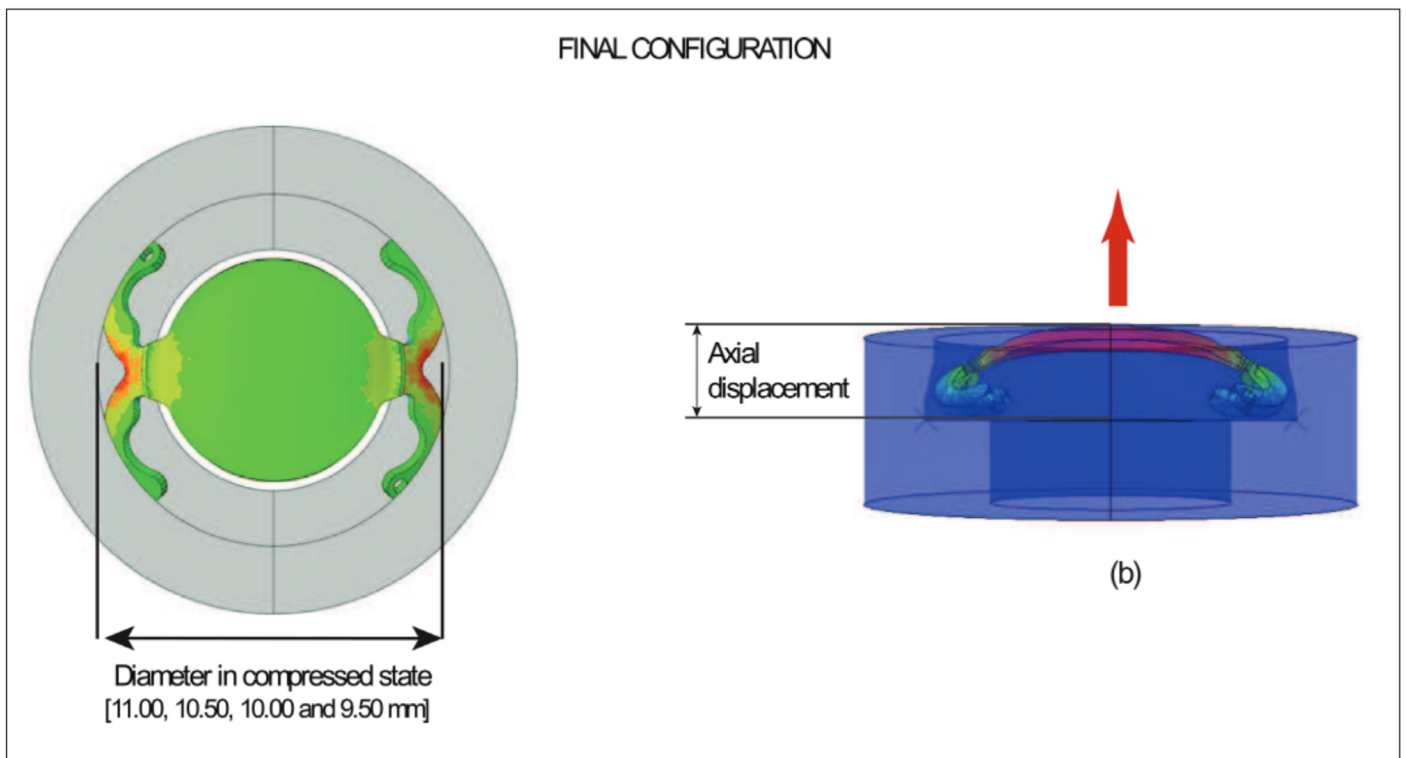 FINAL CONFIGURATION
Axial
displacement
(b)
Diameter in compressed state
[11.00, 10.50, 10.00 and 9.50 mm]